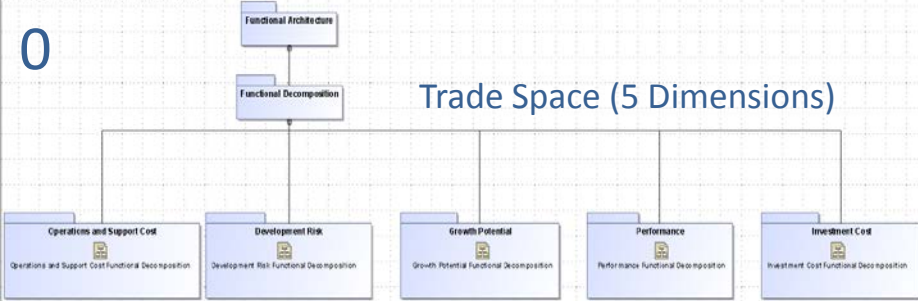 0
Functional Architecture
Functional Decomposition
Trade Space (5 Dimensions)
Operations and Support Cost
Operations and Support Cost Functional Decomposition
Development Risk
Development Risk Functional Decomposition
Growth Potential
Growth Potential Functional Decomposition
Performance
Performance Functional Decomposition
Investment Cost
Investment Cost Functional Decomposition